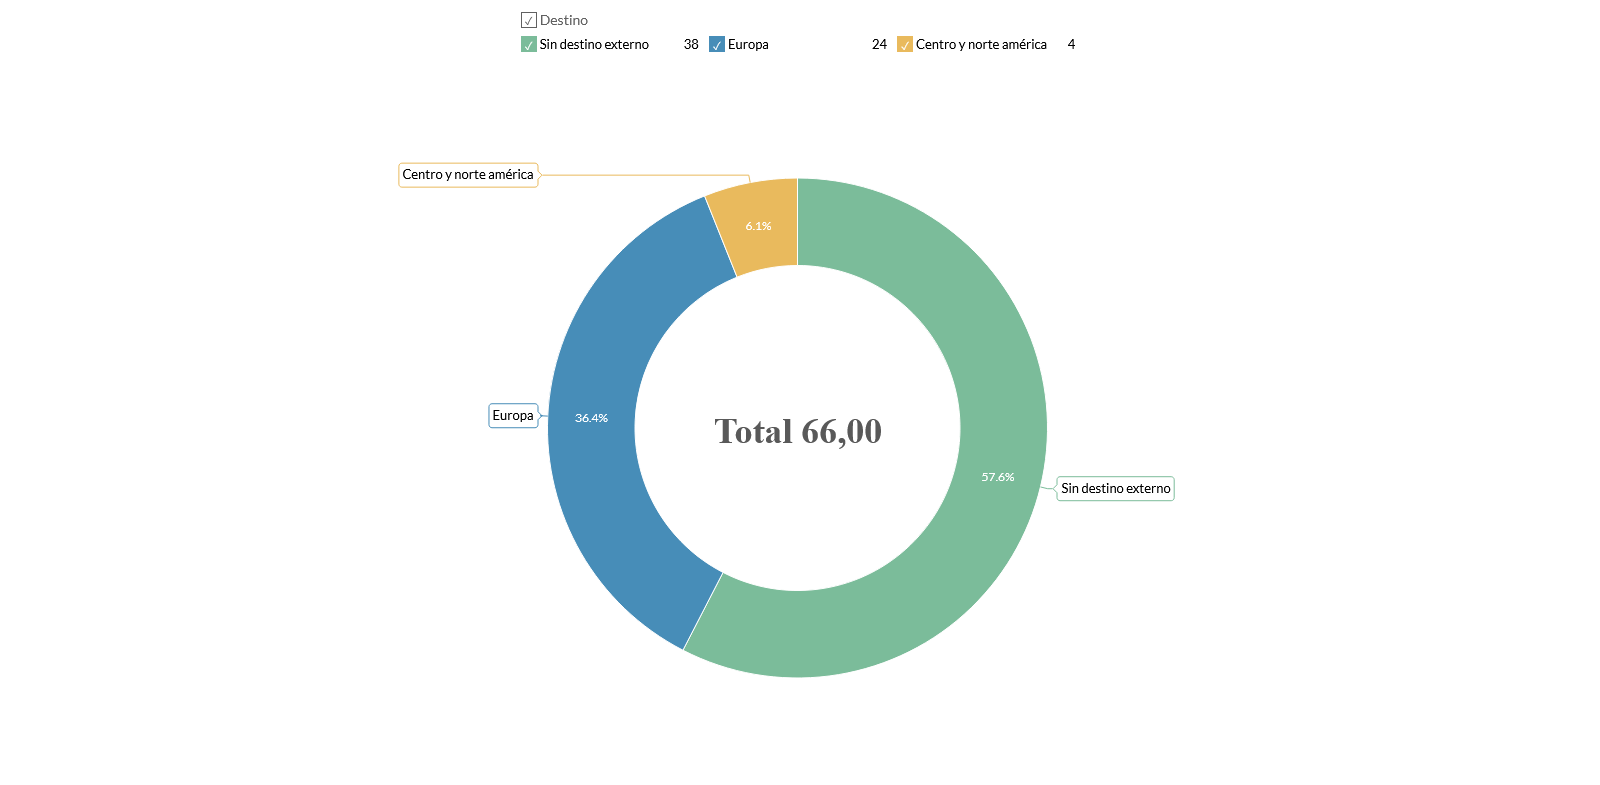 Destino
Sin destino externo 38 Europa 24 Centro y norte américa 4
Centro y norte américa
6.1%
Europa
36.4%
Total 66,00
57.6%
Sin destino externo